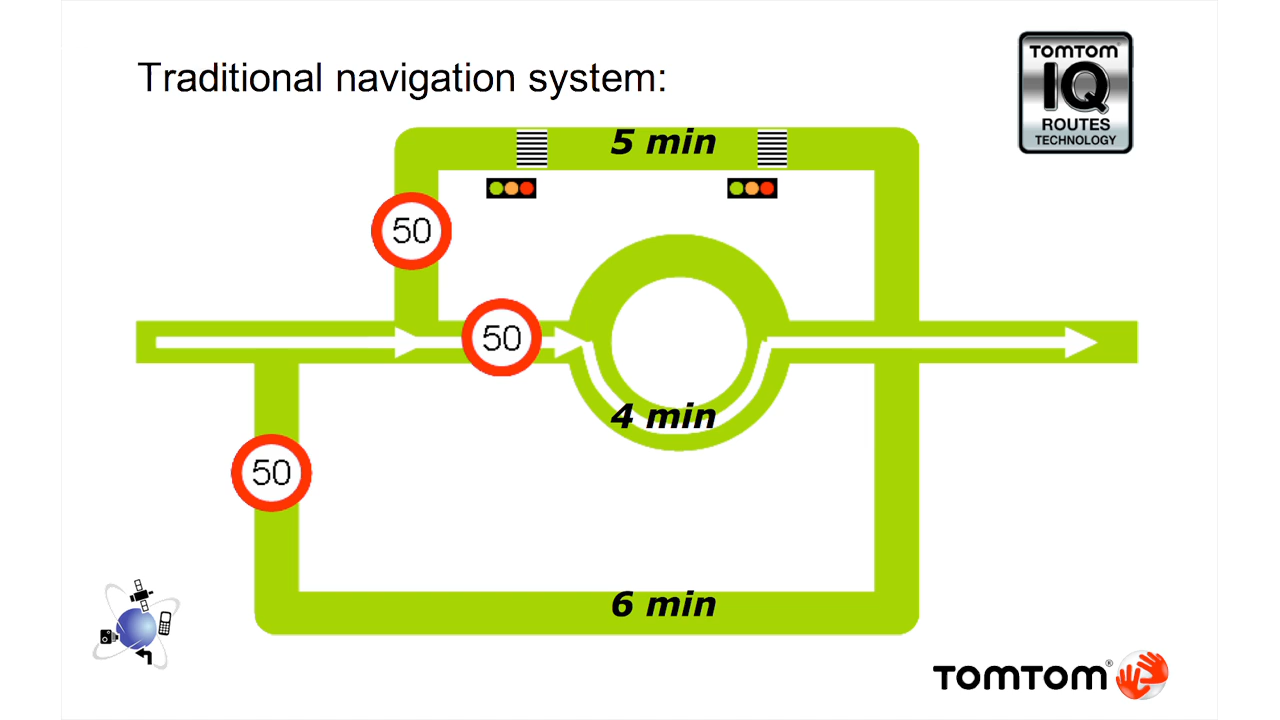 Traditional navigation system:
TOMTOM
IQ
ROUTES
TECHNOLOGY
5 min
50
50
4 min
50
6 min
TOMTOM®